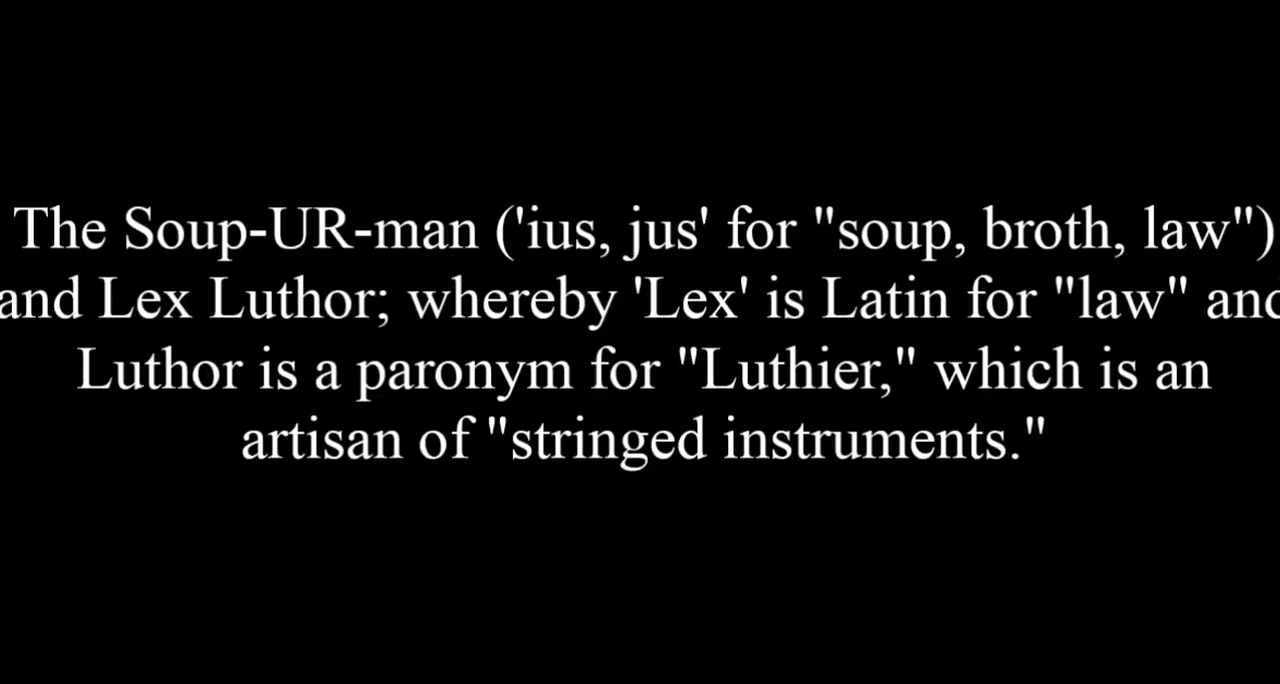 The Soup-UR-man ('ius, jus' for "soup, broth, law")
and Lex Luthor; whereby 'Lex' is Latin for "law" and
Luthor is a paronym for "Luthier," which is an
artisan of "stringed instruments."